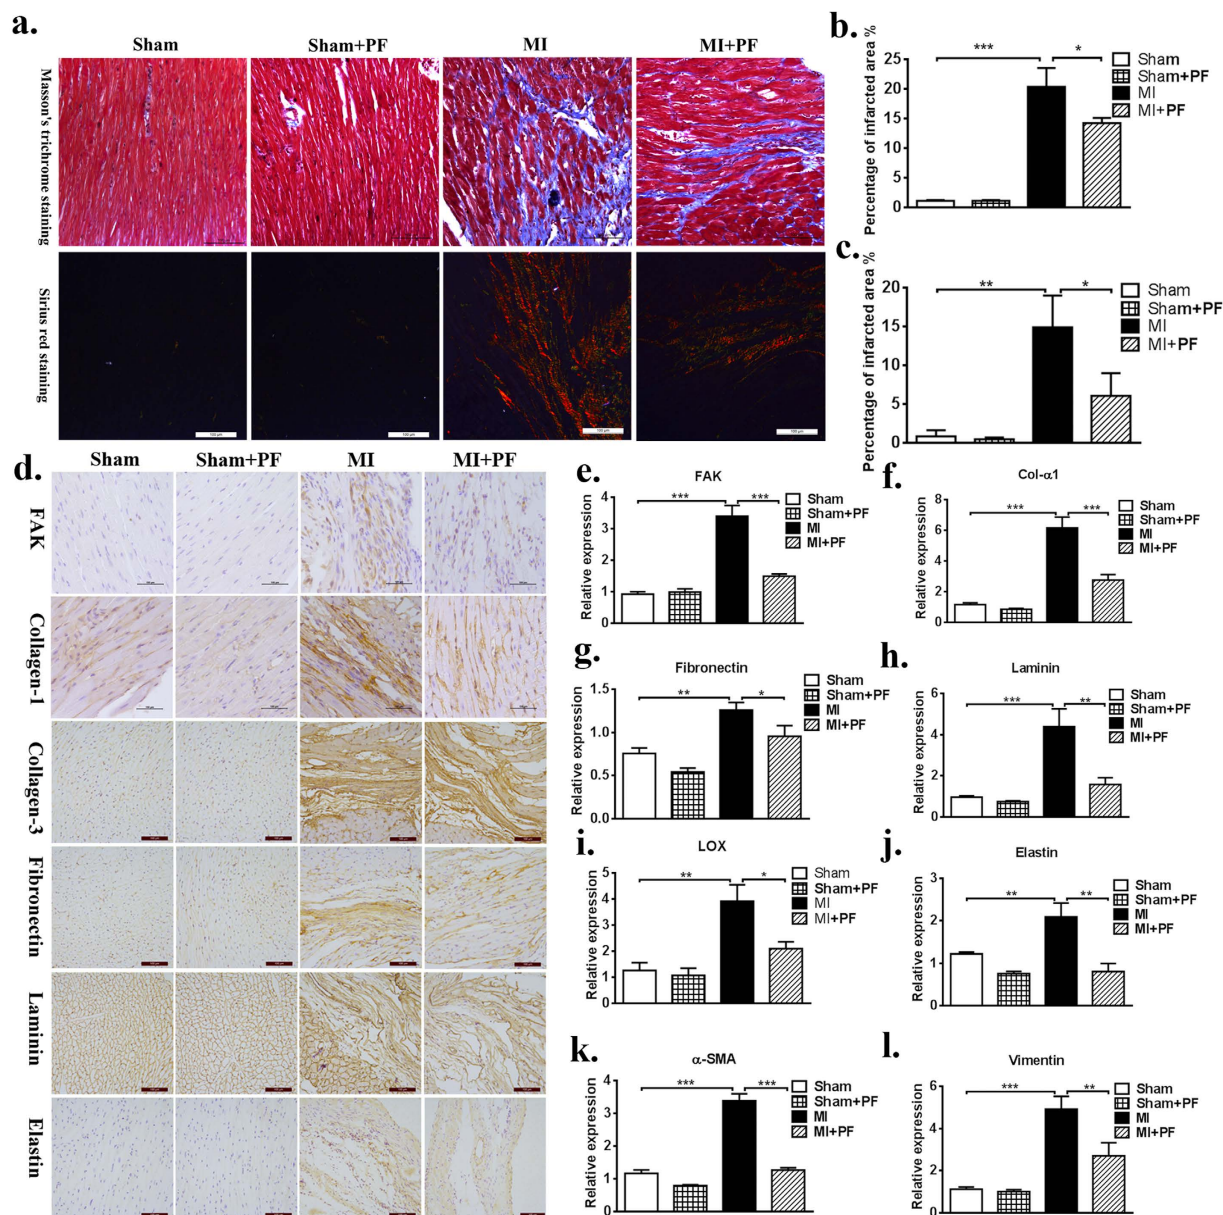 a.
Sham
Sham+PF
MI
MI+PF
Masson's trichrome staining
Sirius red staining
100 μm
100 μm
100 μm
100 μm
b.
Percentage of infarcted area %
25
20
15
10
5
0
***
*
Sham
Sham+PF
MI
MI+PF
c.
Percentage of infarcted area %
20
15
10
5
0
**
*
Sham
Sham+PF
MI
MI+PF
d.
Sham
Sham+PF
MI
MI+PF
FAK
Collagen-1
Collagen-3
Fibronectin
Laminin
Elastin
e.
FAK
Relative expression
4
3
2
1
0
***
***
Sham
Sham+PF
MI
MI+PF
f.
Col-α1
Relative expression
8
6
4
2
0
***
***
Sham
Sham+PF
MI
MI+PF
g.
Fibronectin
Relative expression
1.5
1.0
0.5
0.0
**
*
Sham
Sham+PF
MI
MI+PF
h.
Laminin
Relative expression
6
4
2
0
***
**
Sham
Sham+PF
MI
MI+PF
i.
LOX
Relative expression
5
4
3
2
1
0
**
*
Sham
Sham+PF
MI
MI+PF
j.
Elastin
Relative expression
3
2
1
0
**
**
Sham
Sham+PF
MI
MI+PF
k.
α-SMA
Relative expression
4
3
2
1
0
***
***
Sham
Sham+PF
MI
MI+PF
l.
Vimentin
Relative expression
6
4
2
0
***
**
Sham
Sham+PF
MI
MI+PF